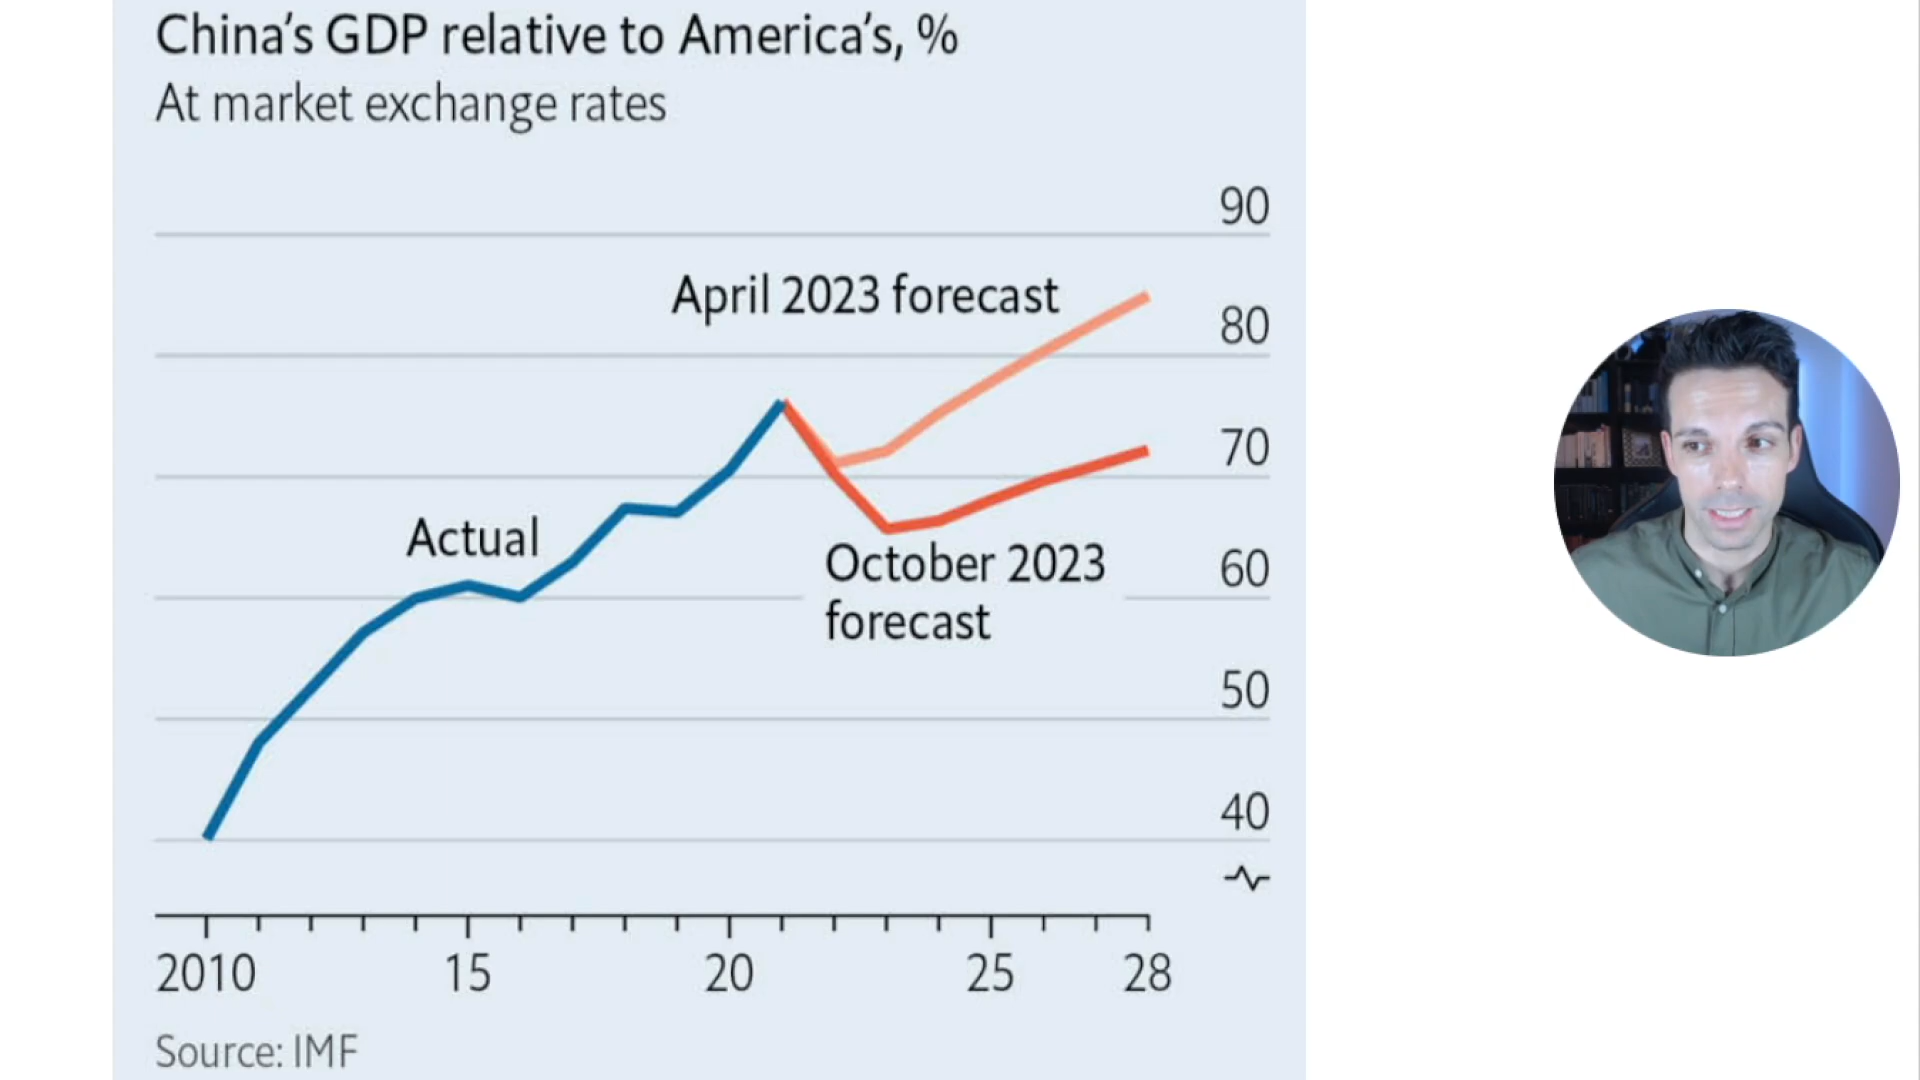 China's GDP relative to America's, %
At market exchange rates
90
April 2023 forecast
80
70
Actual
October 2023
forecast
60
50
40
2010 15 20 25 28
Source: IMF